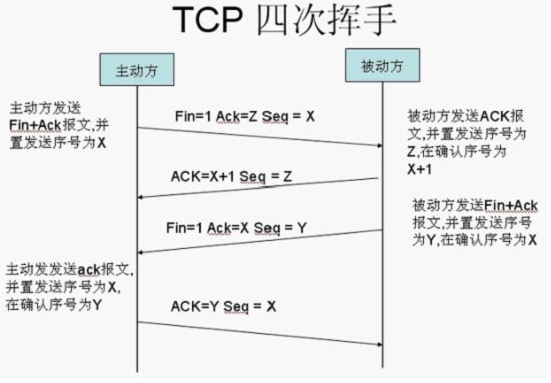 TCP 四次挥手
主动方
被动方
主动方发送
Fin+Ack报文,并
置发送序号为X
Fin=1 Ack=Z Seq = X
被动方发送ACK报
文,并置发送序号为
Z,在确认序号为
X+1
ACK=X+1 Seq = Z
Fin=1 Ack=X Seq = Y
被动方发送Fin+Ack
报文,并置发送序号
为Y,在确认序号为X
主动发发送ack报文,
并置发送序号为X,
在确认序号为Y
ACK=Y Seq = X